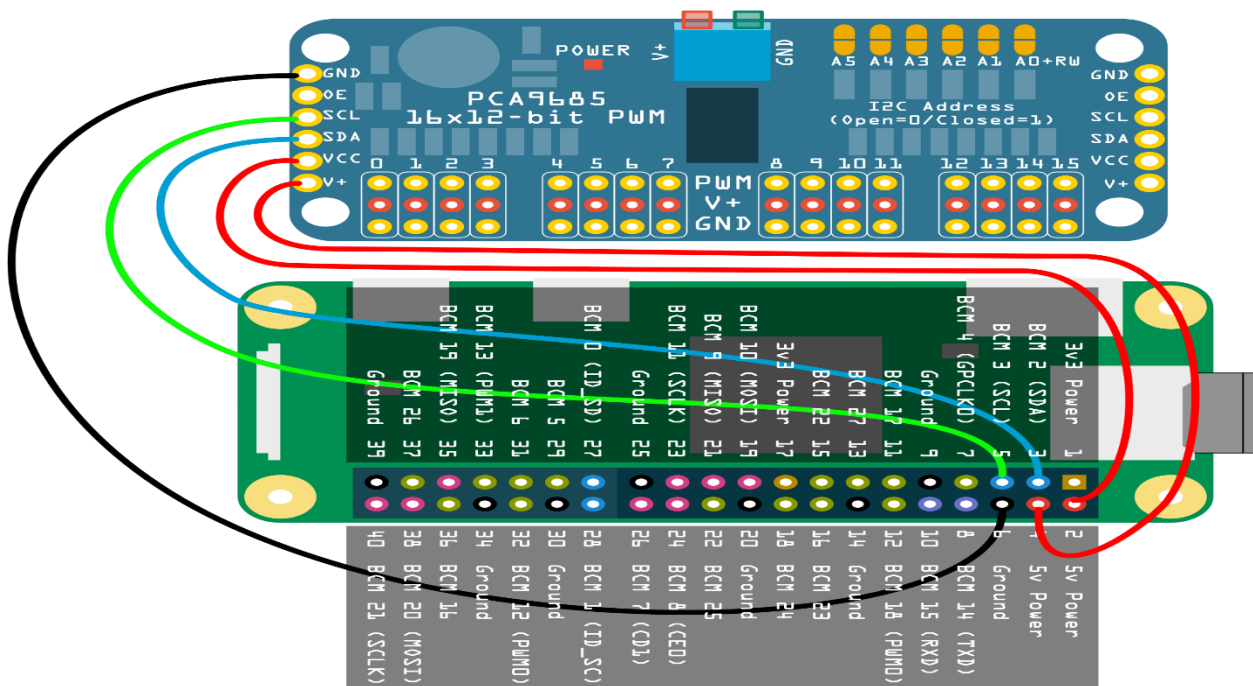 POWER
V+
GND
A5 A4 A3 A2 A1 A0 +RW
PCA9685
16x12-bit PWM
I2C Address
(Open=0/Closed=1)
GND
OE
SCL
SDA
VCC
V+
GND
OE
SCL
SDA
VCC
V+
0 1 2 3 4 5 6 7 8 9 10 11 12 13 14 15
PWM
V+
GND
Ground 39
BCM 26 37
BCM 19 (MISO) 35
BCM 13 (PWM1) 33
BCM 6 31
BCM 5 29
BCM 0 (ID_SD) 27
Ground 25
BCM 11 (SCLK) 23
BCM 9 (MISO) 21
BCM 10 (MOSI) 19
3v3 Power 17
BCM 22 15
BCM 27 13
BCM 17 11
Ground 9
BCM 4 (GPCLK0) 7
BCM 3 (SCL) 5
BCM 2 (SDA) 3
3v3 Power 1
40 BCM 21 (SCLK)
38 BCM 20 (MOSI)
36 BCM 16
34 Ground
32 BCM 12 (PWM0)
30 Ground
28 BCM 1 (ID_SC)
26 BCM 7 (CD1)
24 BCM 8 (CE0)
22 BCM 25
20 Ground
18 BCM 24
16 BCM 23
14 Ground
12 BCM 18 (PWM0)
10 BCM 15 (RXD)
8 BCM 14 (TXD)
6 Ground
4 5v Power
2 5v Power